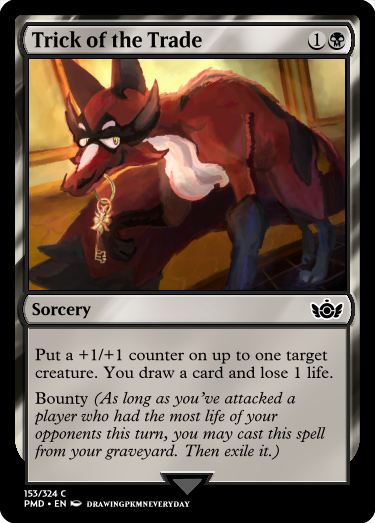 Trick of the Trade 1
Sorcery
Put a +1/+1 counter on up to one target
creature. You draw a card and lose 1 life.
Bounty (As long as you've attacked a
player who had the most life of your
opponents this turn, you may cast this spell
from your graveyard. Then exile it.)
153/324 C
PMD • EN DRAWINGPKMNEVERYDAY